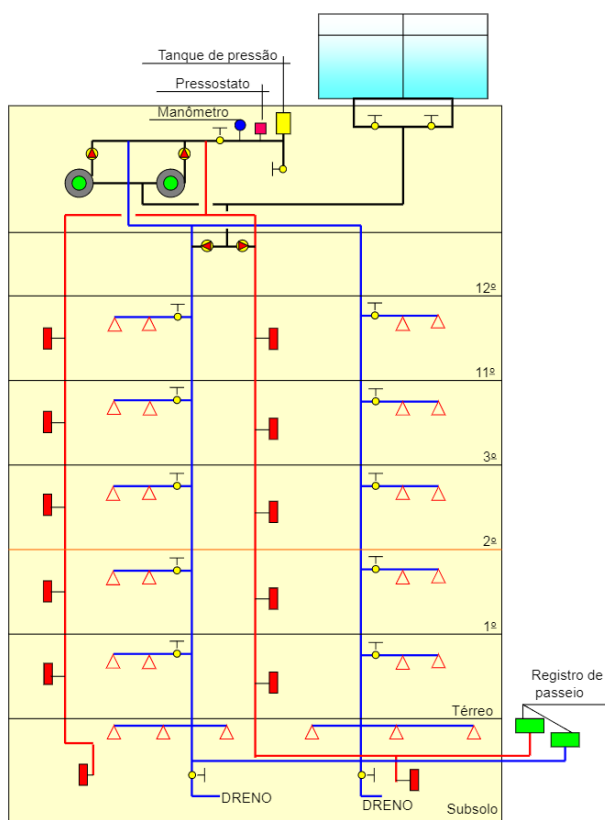 Tanque de pressão
Pressostato
Manômetro
12º
11º
3º
2º
1º
Registro de
passeio
Térreo
DRENO
DRENO
Subsolo